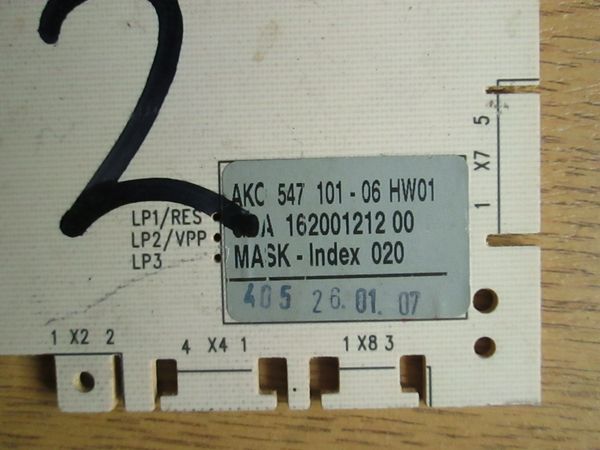 2
5
X7
1
AKO 547 101 - 06 HW01
162001212 00
MASK - Index 020
405 26.01. 07
LP1/RES
LP2/VPP
LP3
1 X2 2
4 X4 1
1 X8 3